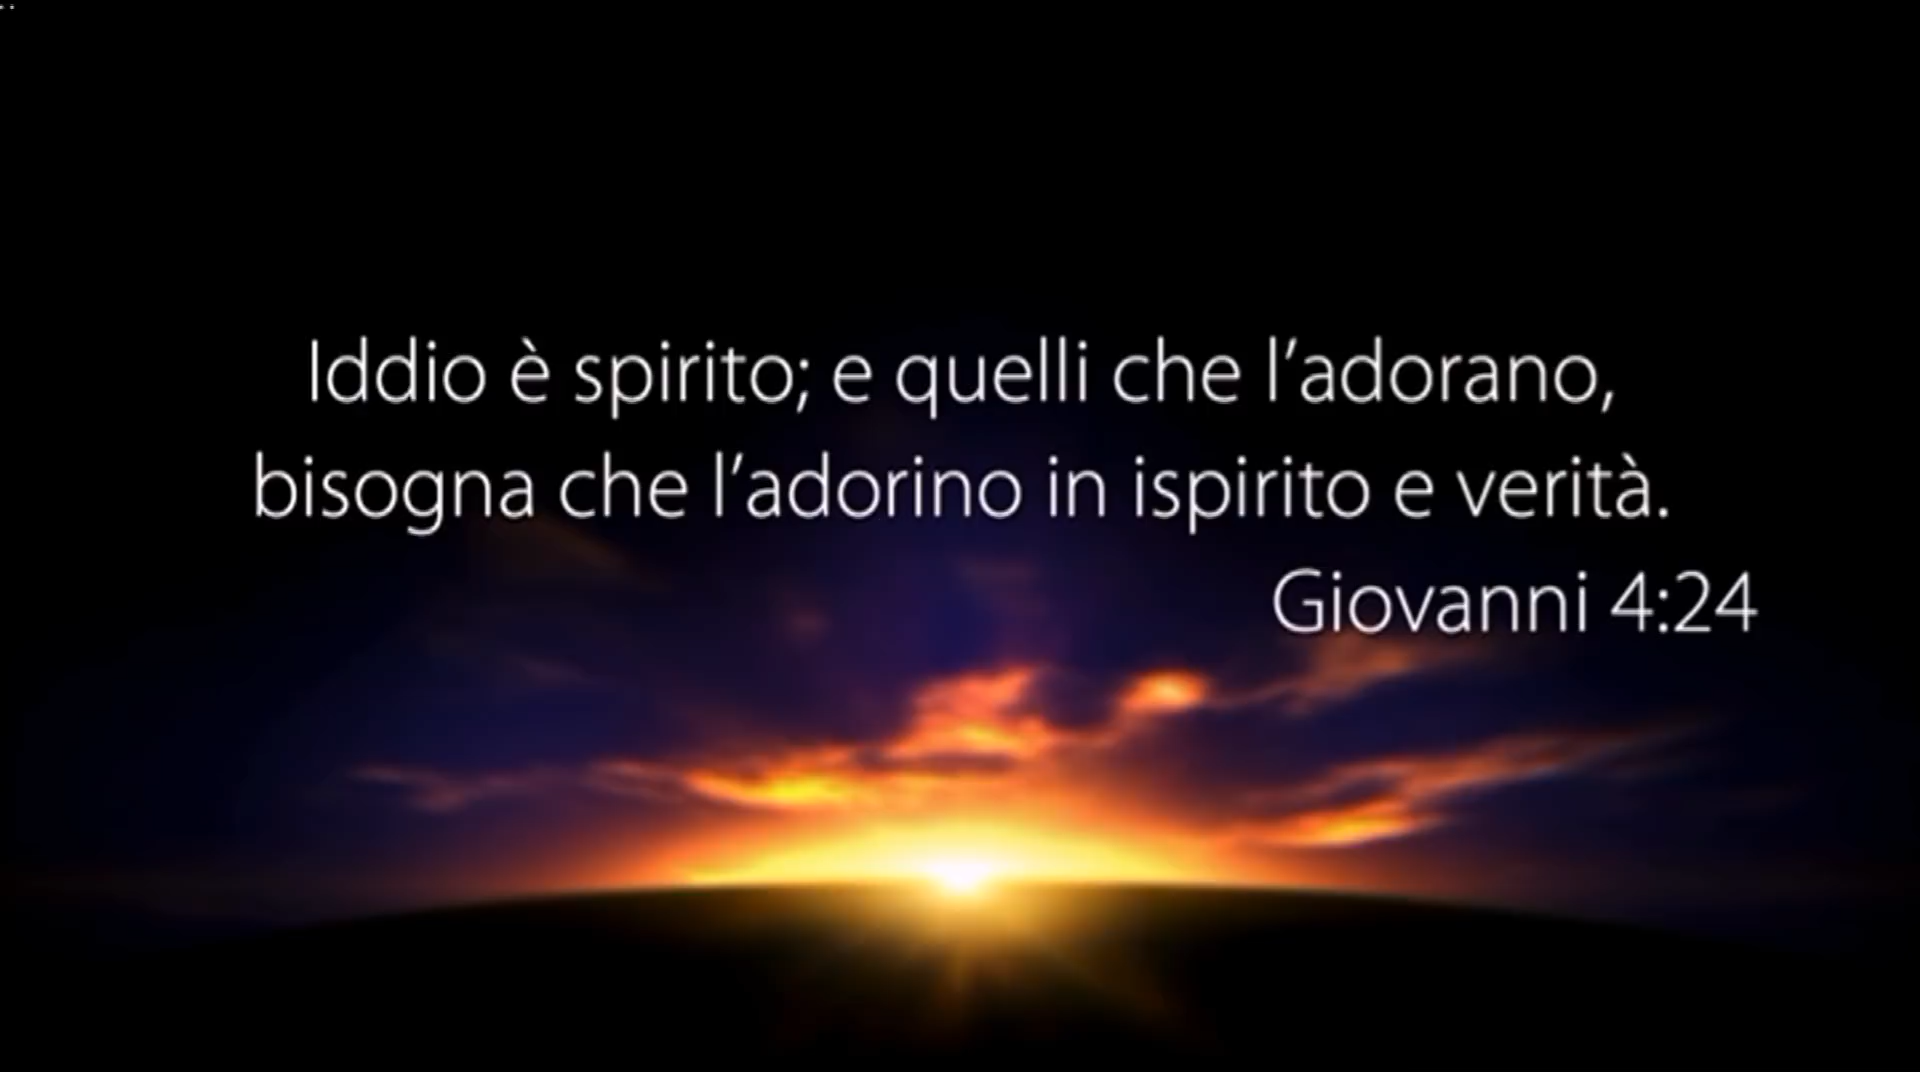 Iddio è spirito; e quelli che l’adorano,
bisogna che l’adorino in ispirito e verità.
Giovanni 4:24